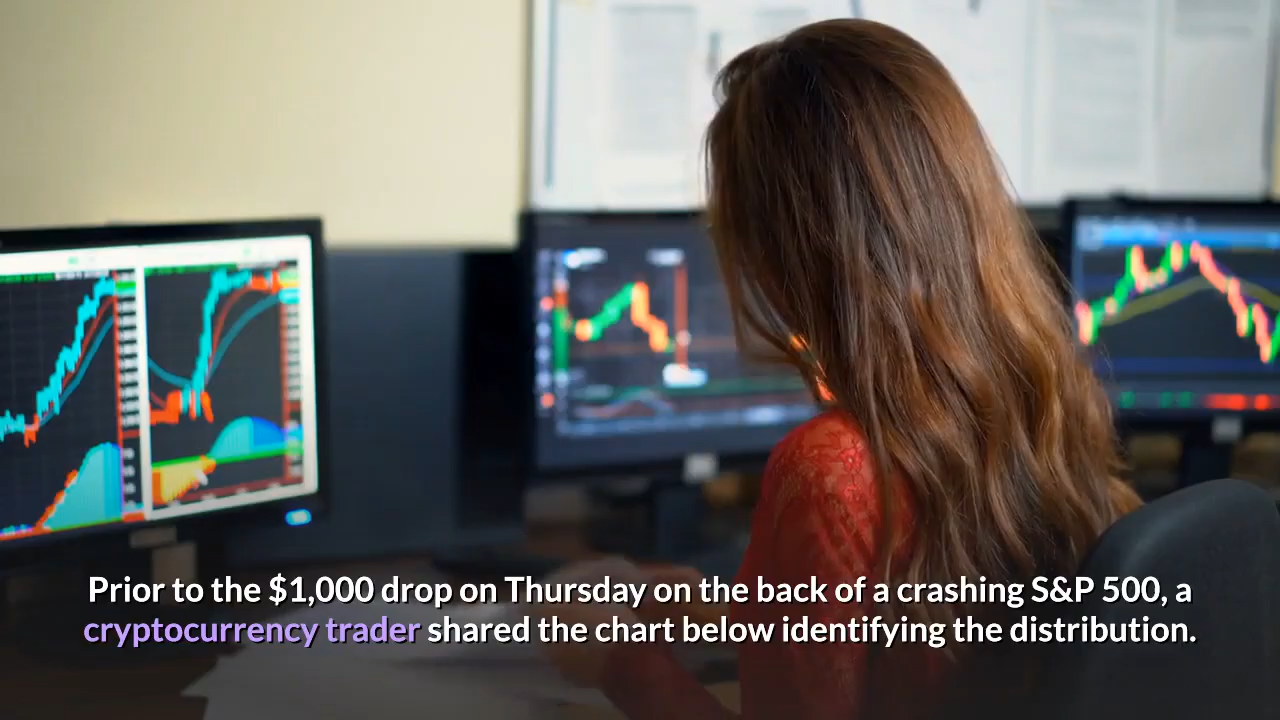 Prior to the $1,000 drop on Thursday on the back of a crashing S&P 500, a
cryptocurrency trader shared the chart below identifying the distribution.